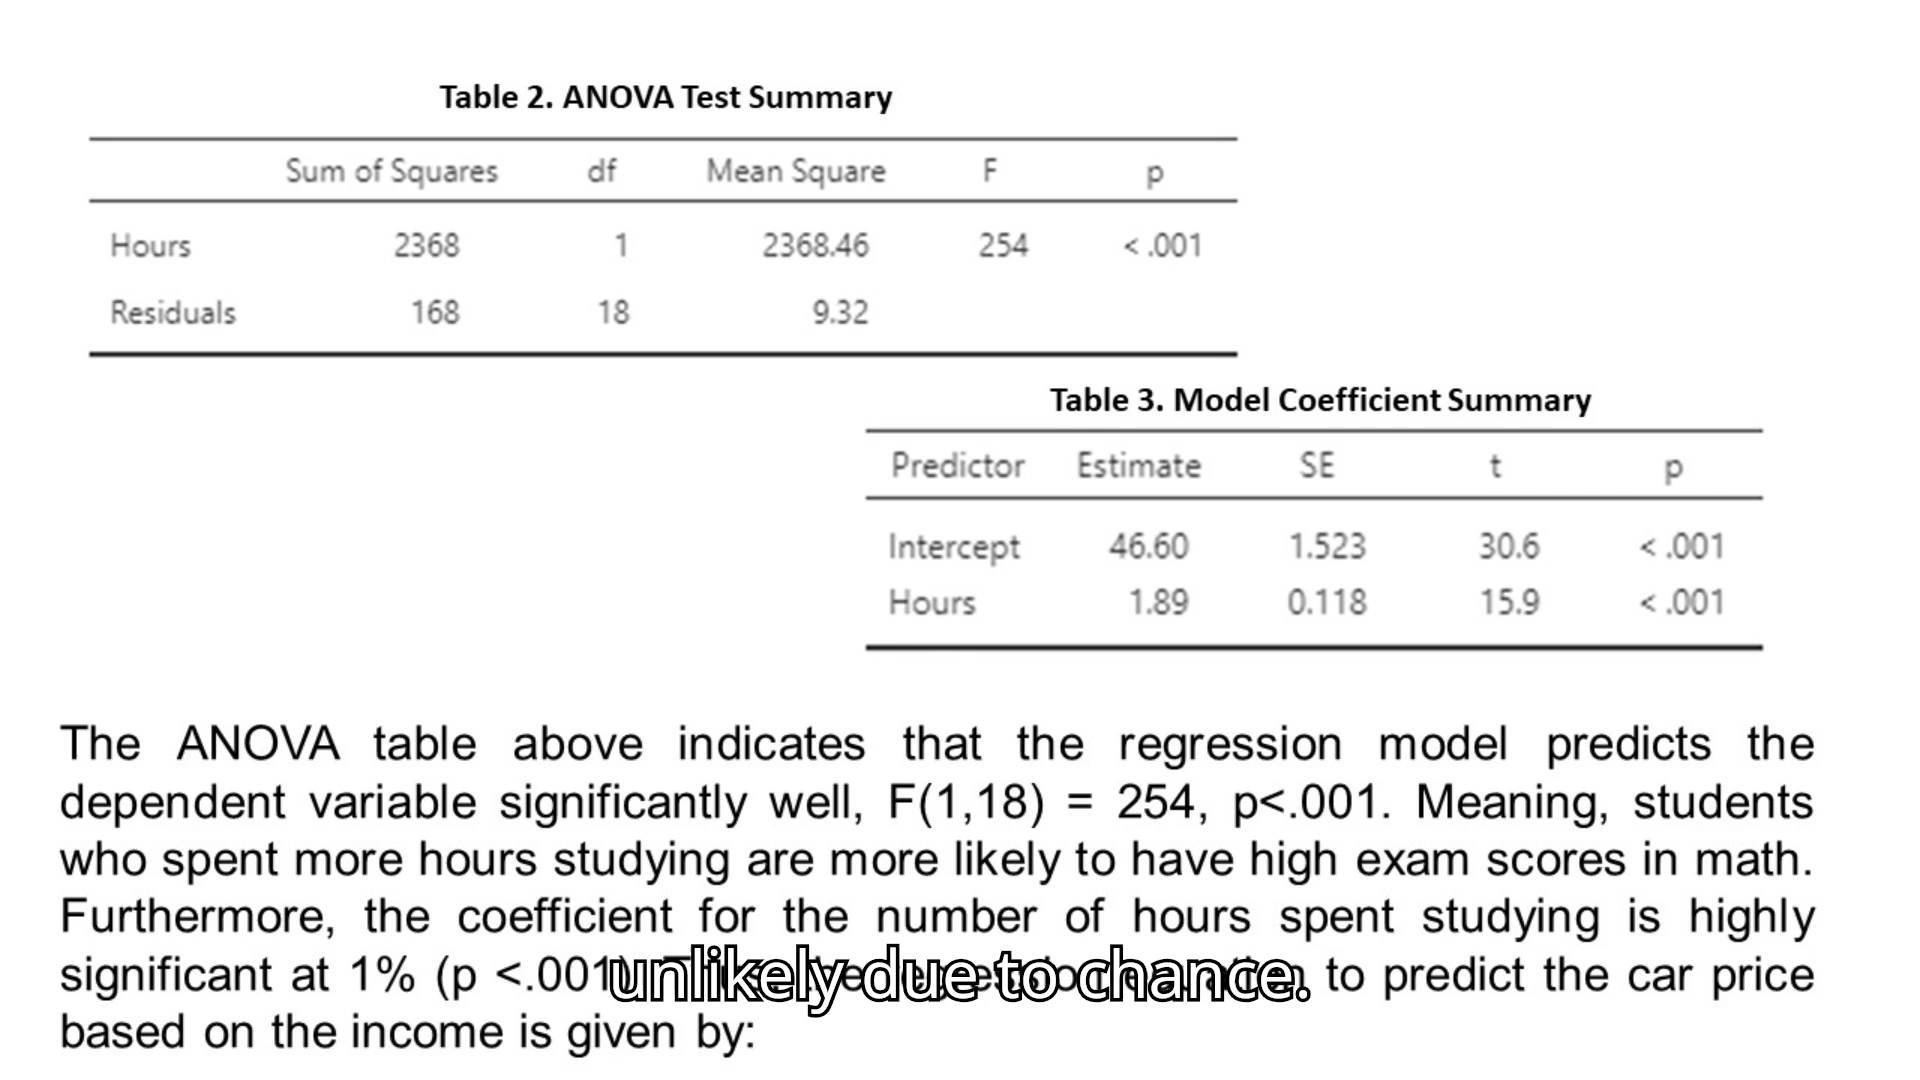 Table 2. ANOVA Test Summary
Sum of Squares df Mean Square F p
Hours 2368 1 2368.46 254 < .001
Residuals 168 18 9.32
Table 3. Model Coefficient Summary
Predictor Estimate SE t p
Intercept 46.60 1.523 30.6 < .001
Hours 1.89 0.118 15.9 < .001
The ANOVA table above indicates that the regression model predicts the
dependent variable significantly well, F(1,18) = 254, p<.001. Meaning, students
who spent more hours studying are more likely to have high exam scores in math.
Furthermore, the coefficient for the number of hours spent studying is highly
significant at 1% (p <.001 to predict the car price
unlikely due to chance.
based on the income is given by: